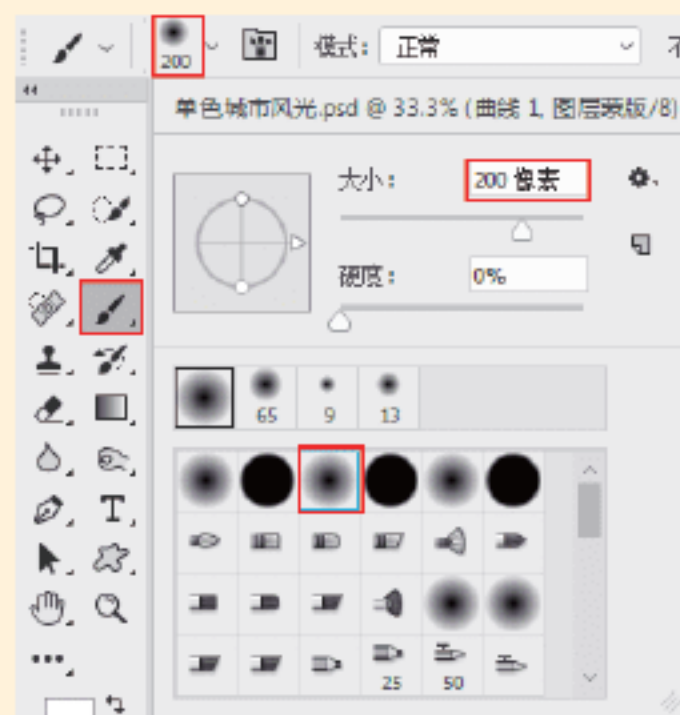 200 模式: 正常
单色城市风光.psd @ 33.3% (曲线 1, 图层蒙版/8)
大小: 200 像素
硬度: 0%
65 9 13
T
25 50